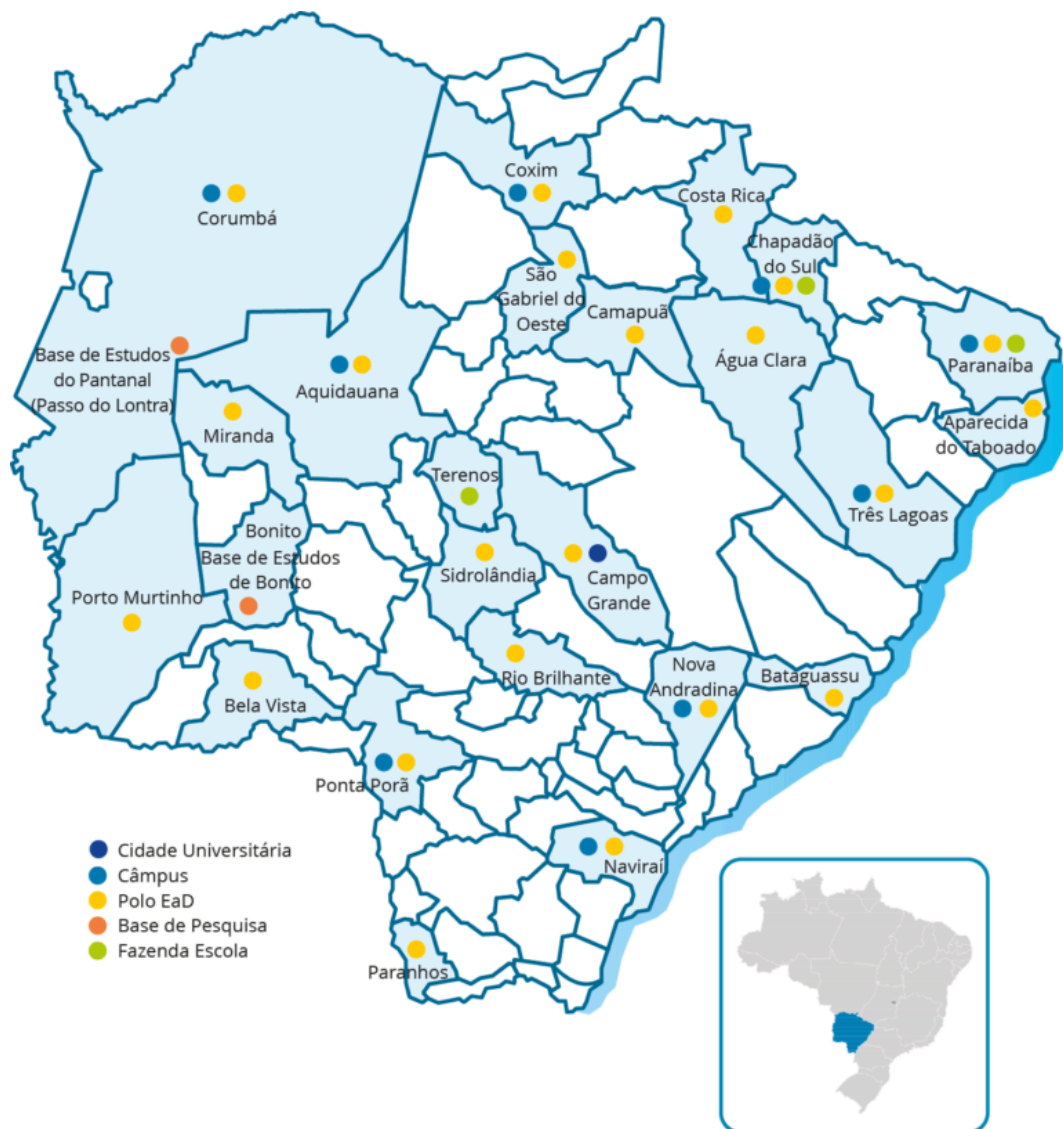 Coxim
Corumbá
Costa Rica
Chapadão
do Sul
São
Gabriel do
Oeste
Camapuã
Água Clara
Paranaíba
Base de Estudos
do Pantanal
(Passo do Lontra)
Aquidauana
Miranda
Aparecida
do Taboado
Terenos
Três Lagoas
Bonito
Base de Estudos
de Bonito
Sidrolândia
Campo
Grande
Porto Murtinho
Rio Brilhante
Nova
Andradina
Bataguassu
Bela Vista
Ponta Porã
Naviraí
Paranhos
Cidade Universitária
Câmpus
Polo EaD
Base de Pesquisa
Fazenda Escola